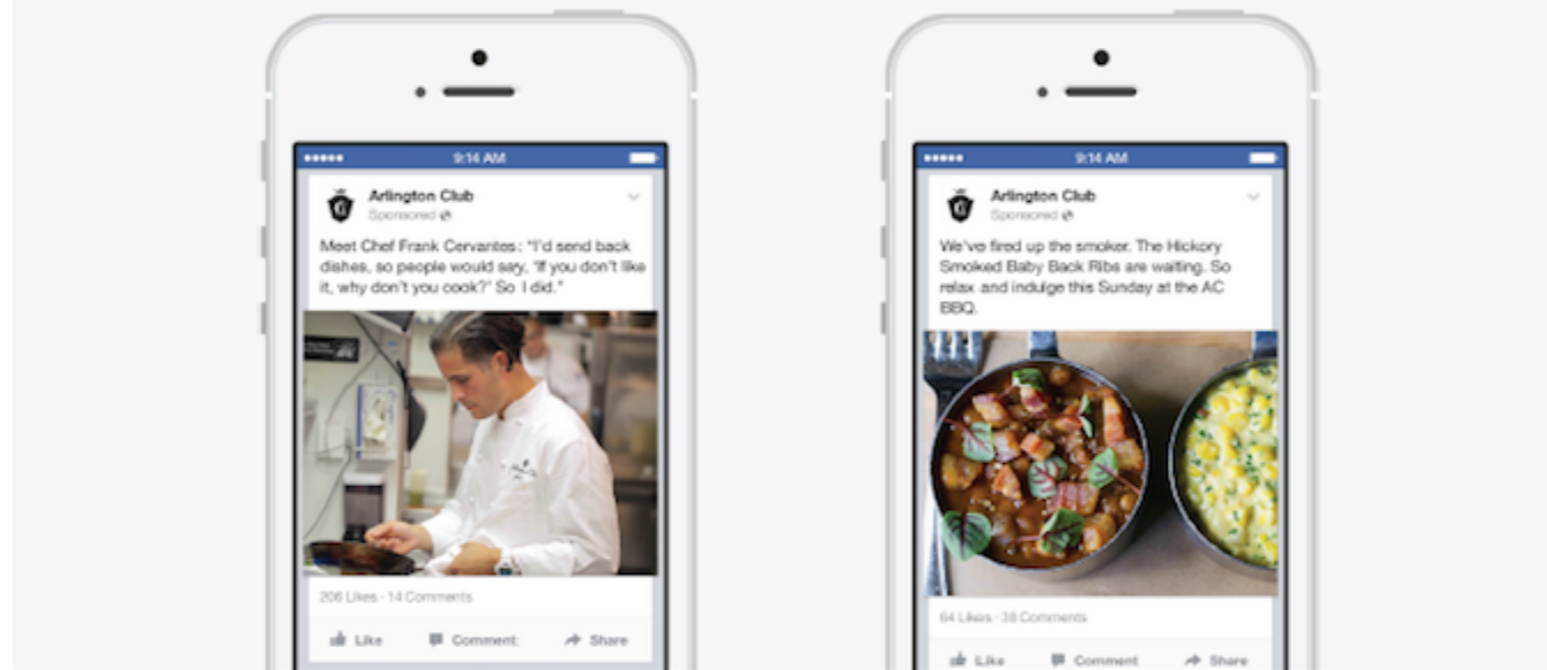 9:14 AM
Arlington Club
Sponsored
Meet Chef Frank Cervantes: "I'd send back
dishes, so people would say, 'If you don't like
it, why don't you cook?' So I did."
206 Likes · 14 Comments
Like Comment Share
9:14 AM
Arlington Club
Sponsored
We've fired up the smoker. The Hickory
Smoked Baby Back Ribs are waiting. So
relax and indulge this Sunday at the AC
BBQ.
64 Likes · 38 Comments
Like Comment Share